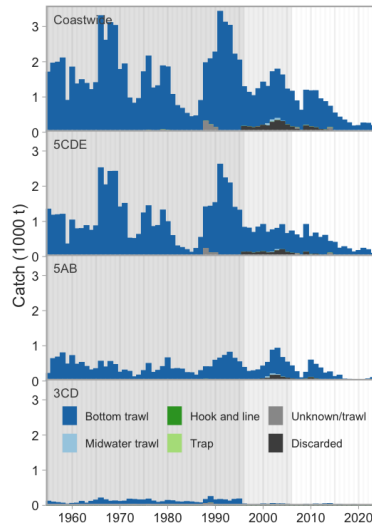 Coastwide
3
2
1
0
5CDE
3
2
1
0
5AB
3
2
1
0
3CD
3
2
1
0
Catch (1000 t)
Bottom trawl Hook and line Unknown/trawl
Midwater trawl Trap Discarded
1960 1970 1980 1990 2000 2010 2020